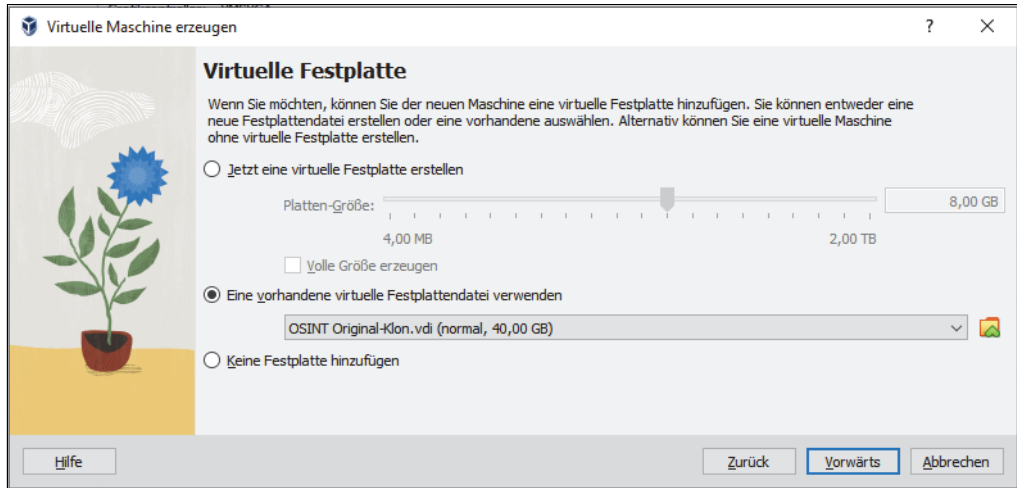 Virtuelle Maschine erzeugen
?
Virtuelle Festplatte
Wenn Sie möchten, können Sie der neuen Maschine eine virtuelle Festplatte hinzufügen. Sie können entweder eine
neue Festplattendatei erstellen oder eine vorhandene auswählen. Alternativ können Sie eine virtuelle Maschine
ohne virtuelle Festplatte erstellen.
Jetzt eine virtuelle Festplatte erstellen
Platten-Größe:
8,00 GB
4,00 MB
2,00 TB
Volle Größe erzeugen
Eine vorhandene virtuelle Festplattendatei verwenden
OSINT Original-Klon.vdi (normal, 40,00 GB)
Keine Festplatte hinzufügen
Hilfe
Zurück
Vorwärts
Abbrechen